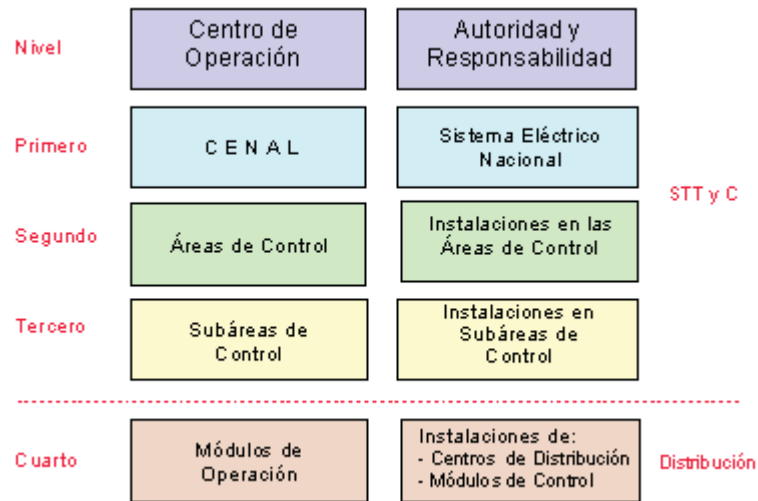 Nivel
Centro de
Operación
Autoridad y
Responsabilidad
Primero
C E N A L
Sistema Eléctrico
Nacional
STT y C
Segundo
Áreas de Control
Instalaciones en las
Áreas de Control
Tercero
Subáreas de
Control
Instalaciones en
Subáreas de
Control
Cuarto
Módulos de
Operación
Instalaciones de:
- Centros de Distribución
- Módulos de Control
Distribución